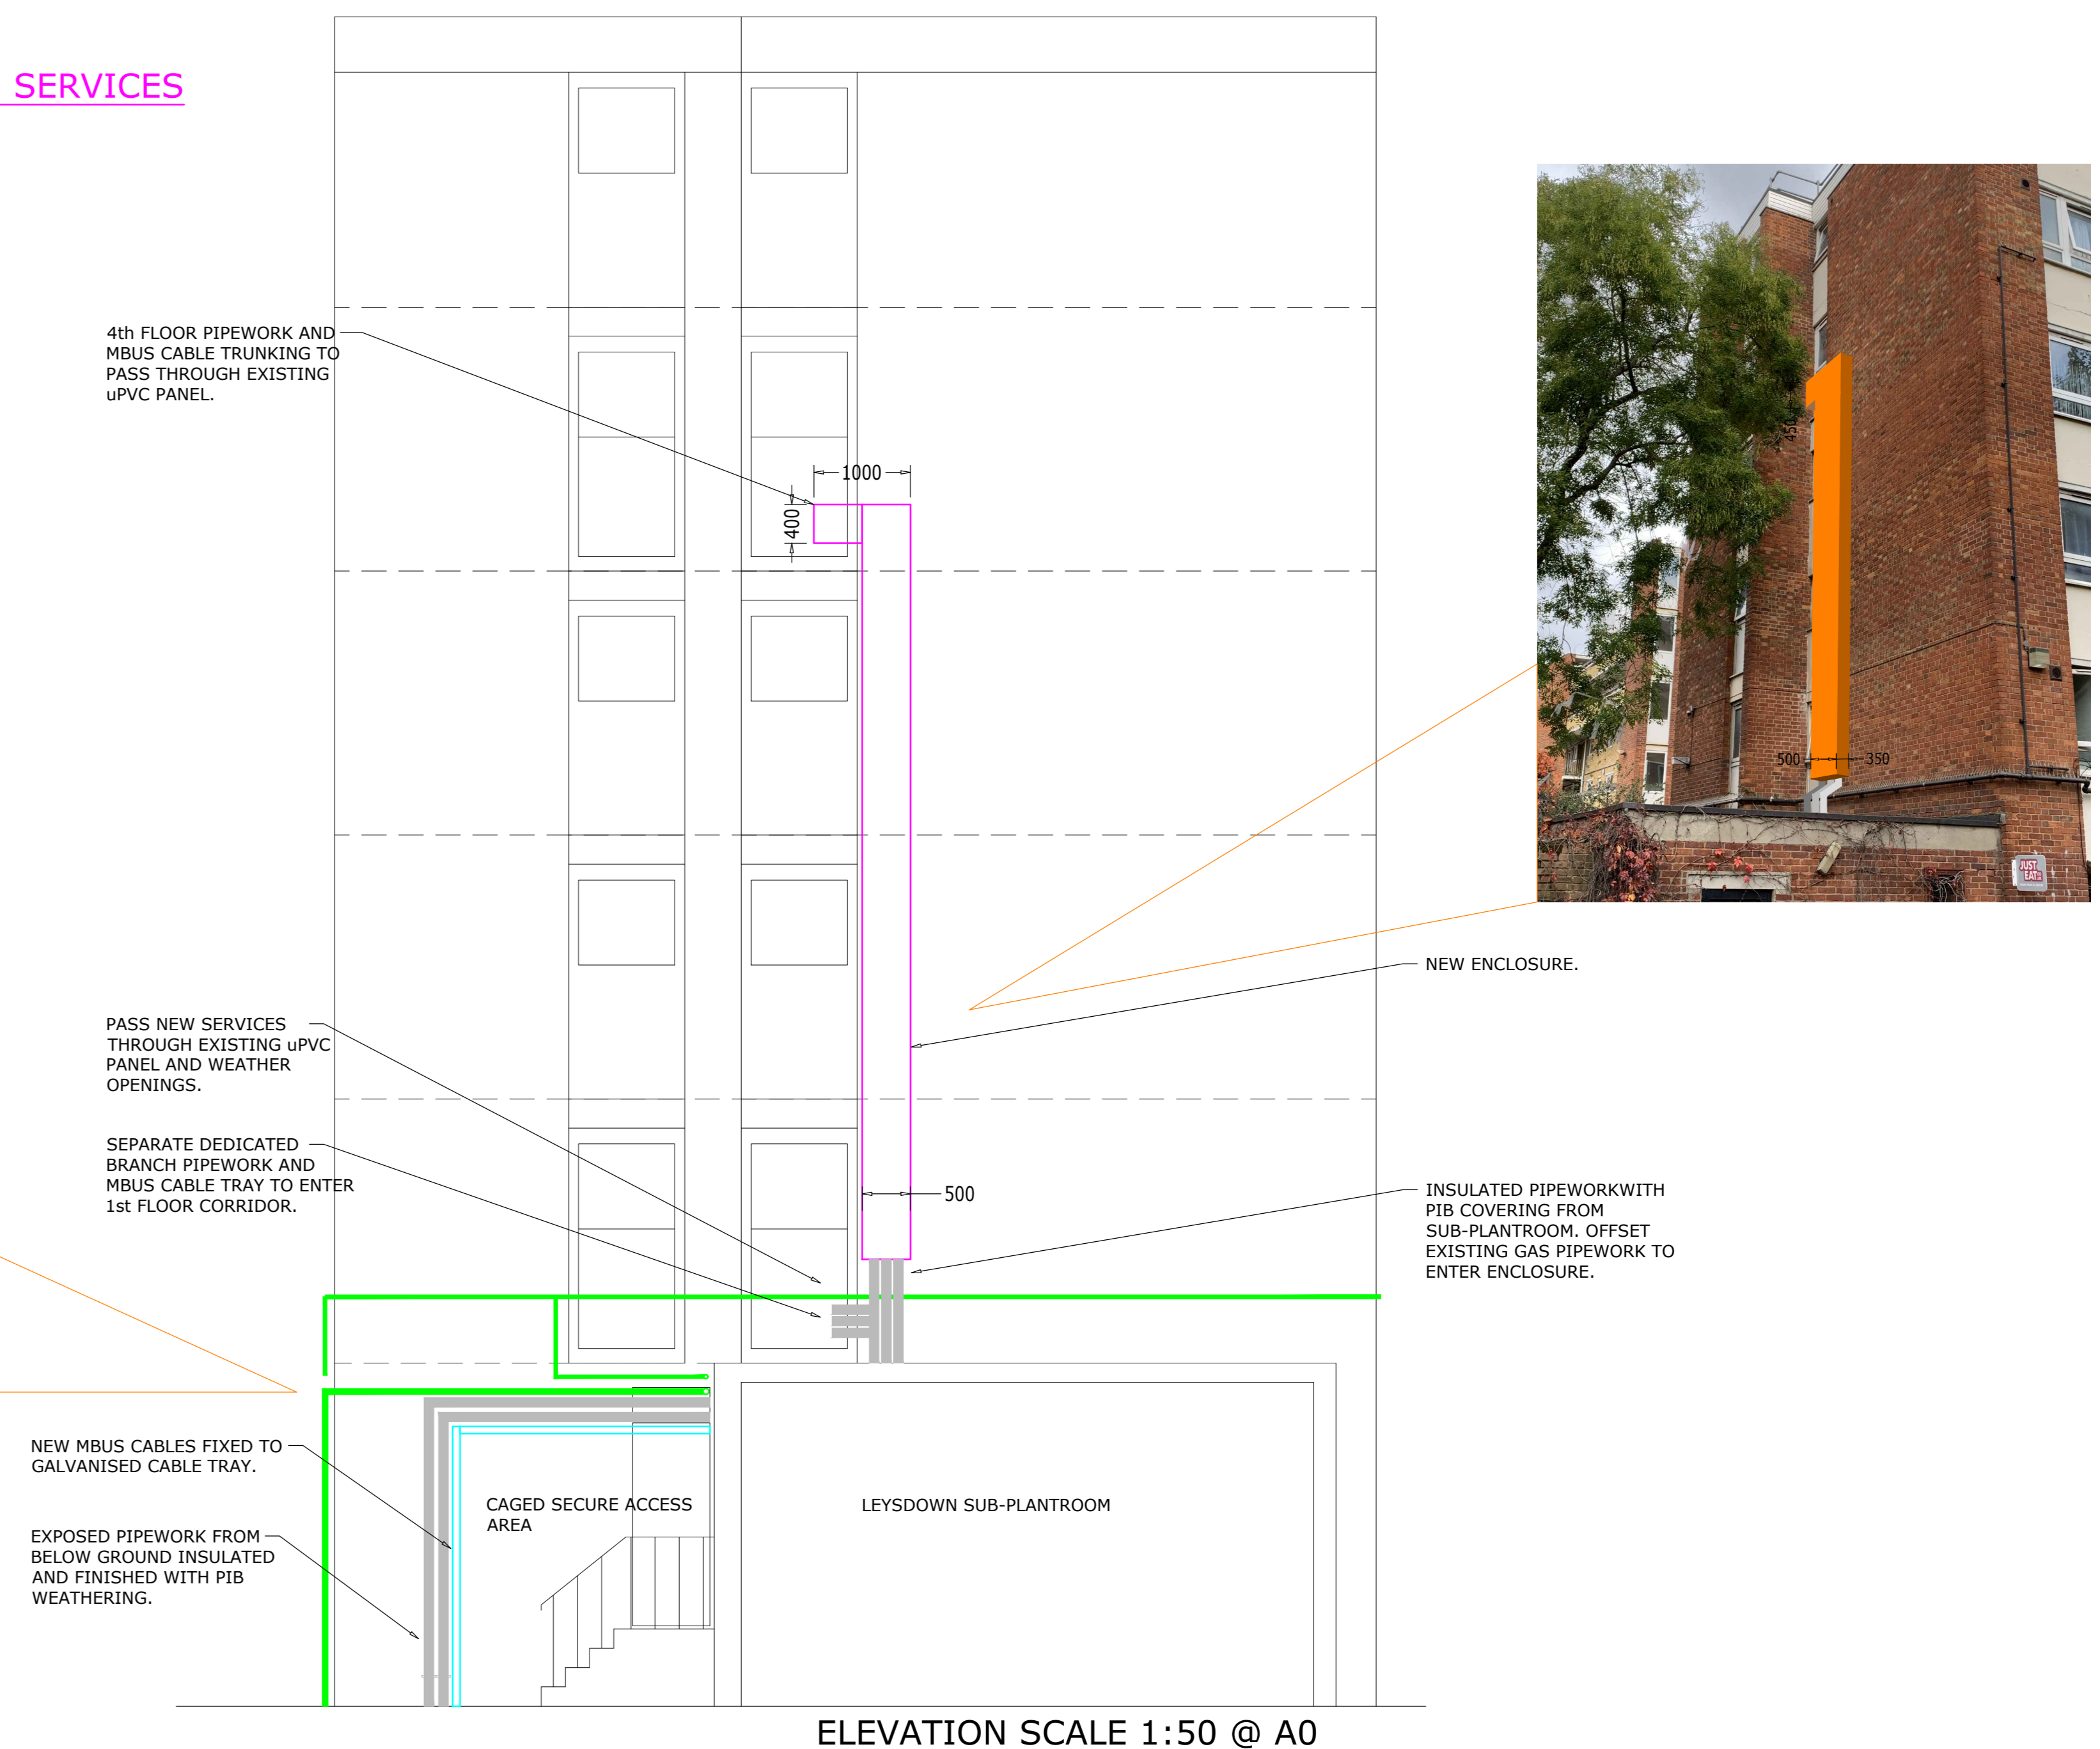 SERVICES
4th FLOOR PIPEWORK AND
MBUS CABLE TRUNKING TO
PASS THROUGH EXISTING
uPVC PANEL.
1000
400
450
500
350
JUST
EAT
NEW ENCLOSURE.
PASS NEW SERVICES
THROUGH EXISTING uPVC
PANEL AND WEATHER
OPENINGS.
SEPARATE DEDICATED
BRANCH PIPEWORK AND
MBUS CABLE TRAY TO ENTER
1st FLOOR CORRIDOR.
500
INSULATED PIPEWORKWITH
PIB COVERING FROM
SUB-PLANTROOM. OFFSET
EXISTING GAS PIPEWORK TO
ENTER ENCLOSURE.
NEW MBUS CABLES FIXED TO
GALVANISED CABLE TRAY.
EXPOSED PIPEWORK FROM
BELOW GROUND INSULATED
AND FINISHED WITH PIB
WEATHERING.
CAGED SECURE ACCESS
AREA
LEYSDOWN SUB-PLANTROOM
ELEVATION SCALE 1:50 @ A0